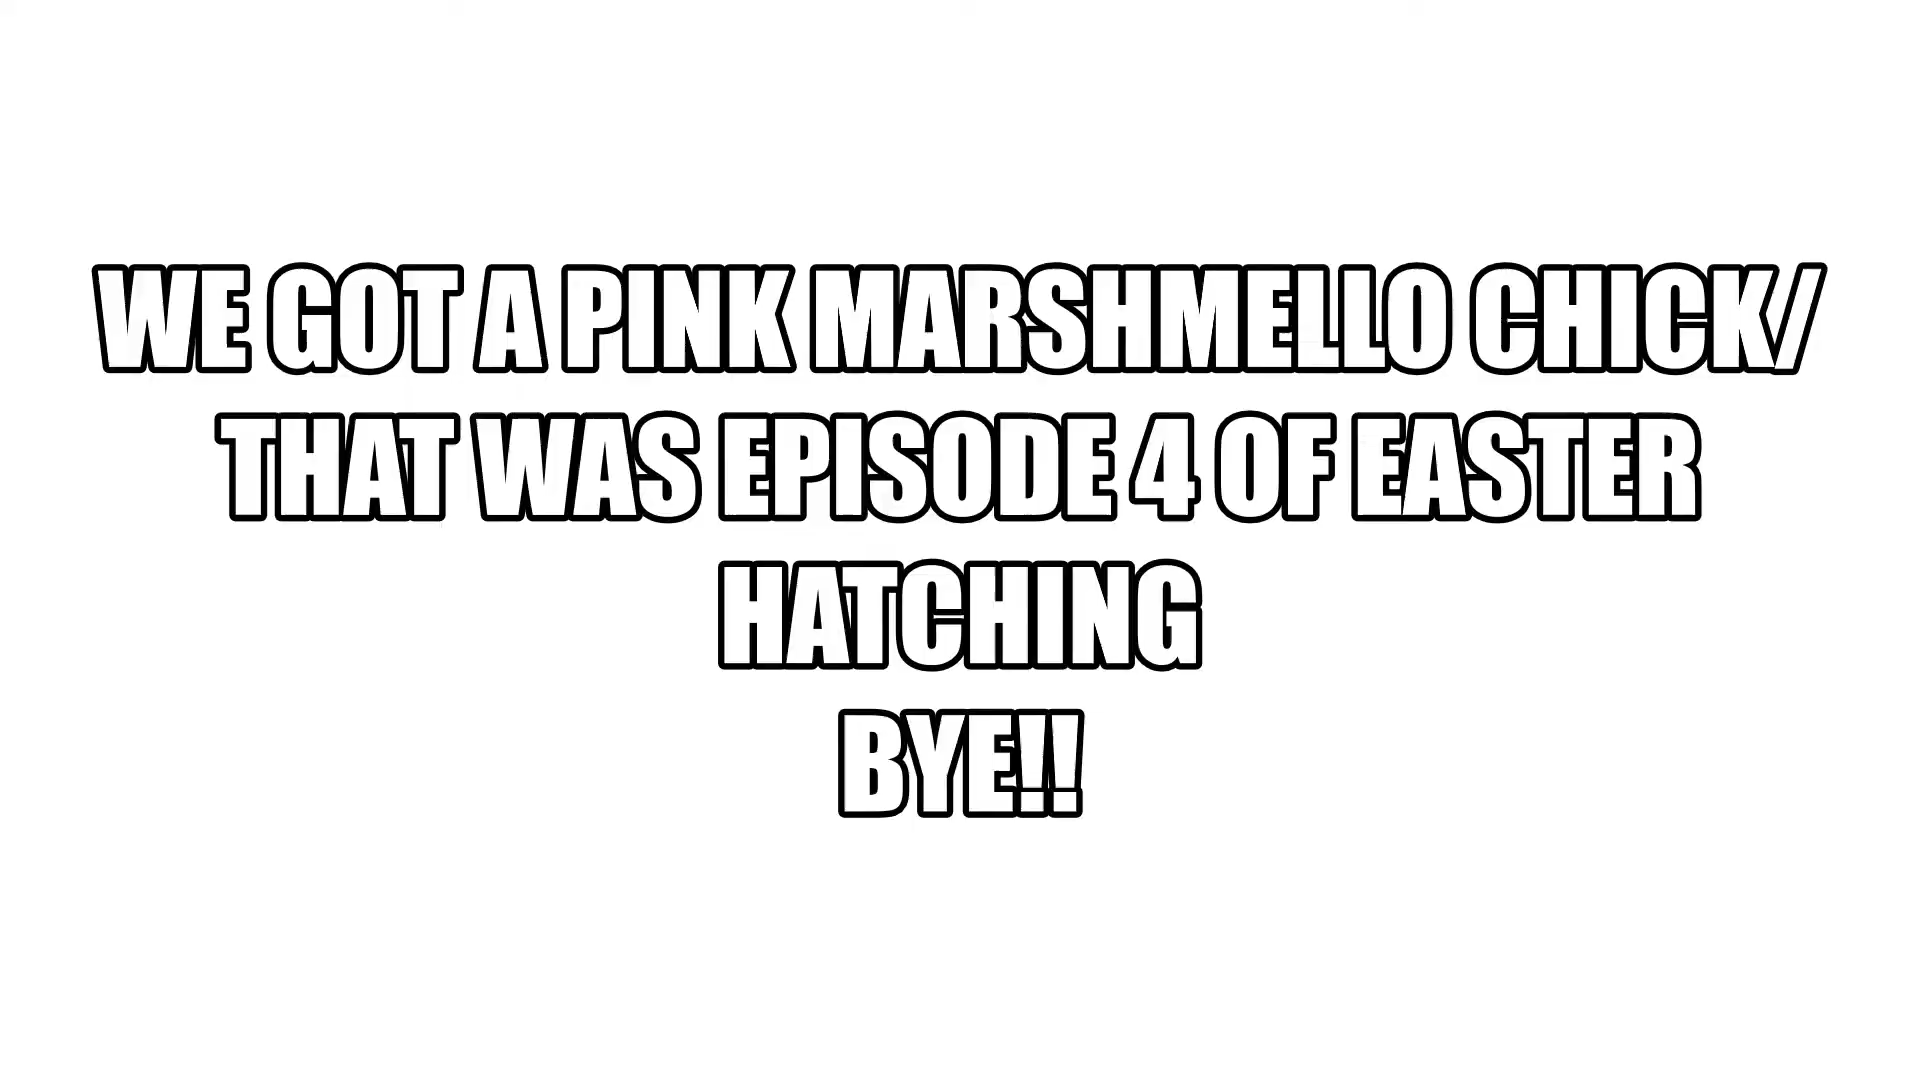 WE GOT A PINK MARSHMELLO CHICK/
THAT WAS EPISODE 4 OF EASTER
HATCHING
BYE!!